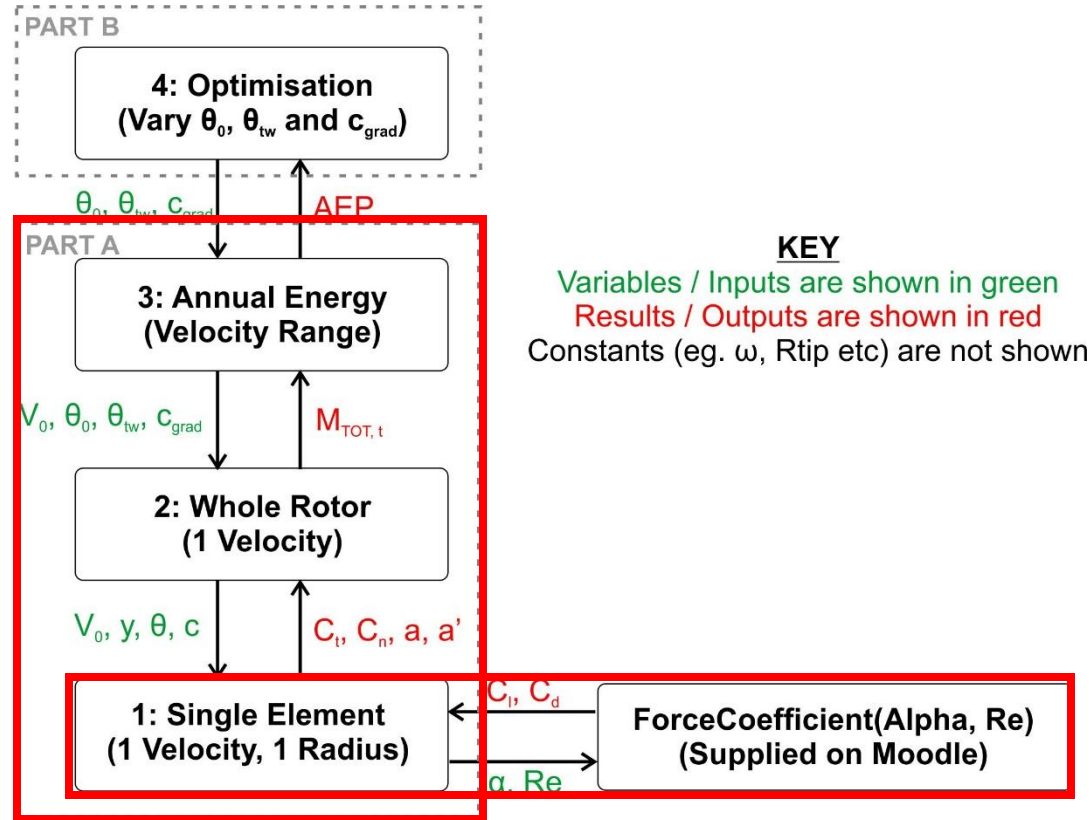 PART B
4: Optimisation
(Vary θ₀, θtw and cgrad)
θ₀, θtw, cgrad
AEP
PART A
3: Annual Energy
(Velocity Range)
KEY
Variables / Inputs are shown in green
Results / Outputs are shown in red
Constants (eg. ω, Rtip etc) are not shown
V₀, θ₀, θtw, cgrad
MTOT, t
2: Whole Rotor
(1 Velocity)
V₀, y, θ, c
Ct, Cn, a, a’
1: Single Element
(1 Velocity, 1 Radius)
Cl, Cd
α, Re
ForceCoefficient(Alpha, Re)
(Supplied on Moodle)